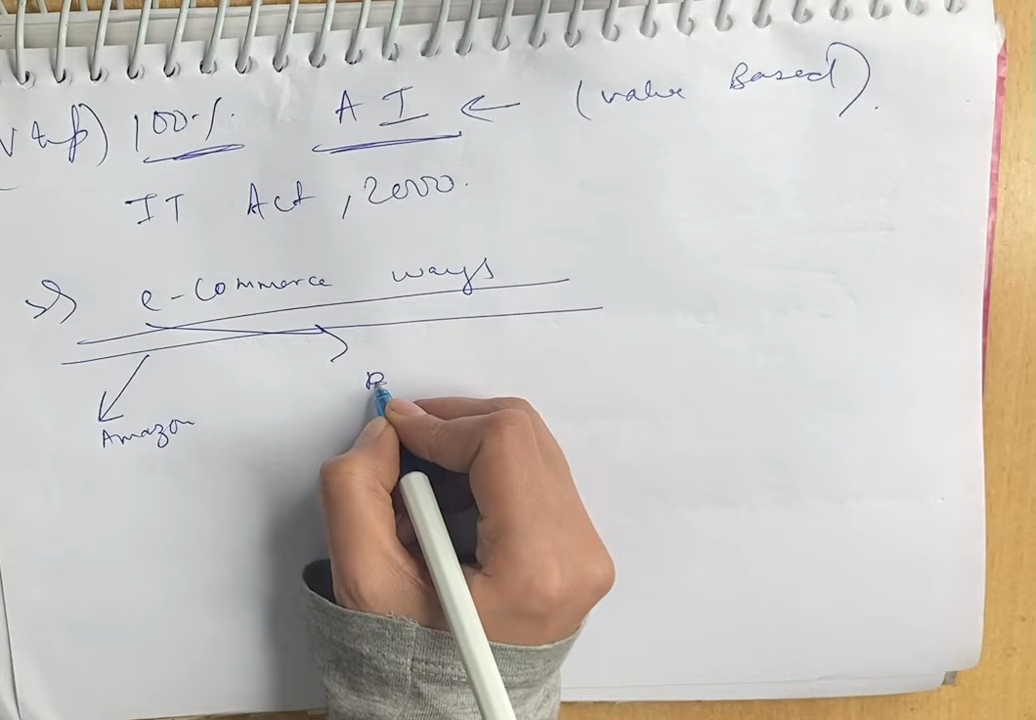 100% AI ← (value Based).
IT Act, 2000.
e-Commerce ways
Amazon